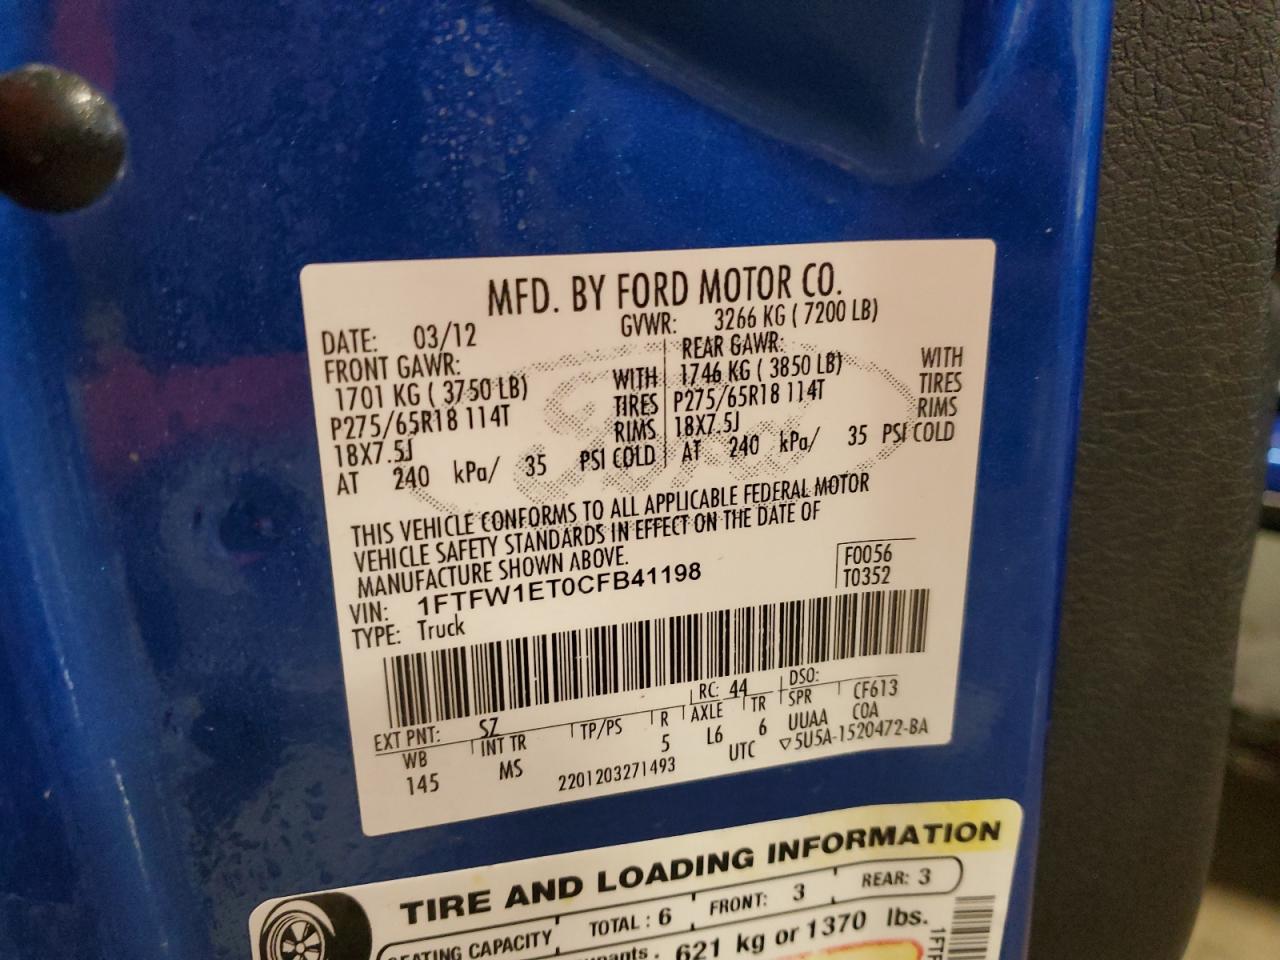 MFD. BY FORD MOTOR CO.
DATE: 03/12 GVWR: 3266 KG ( 7200 LB)
FRONT GAWR: REAR GAWR:
1701 KG ( 3750 LB) WITH 1746 KG ( 3850 LB) WITH
P275/65R18 114T TIRES P275/65R18 114T TIRES
18X7.5J RIMS 18X7.5J RIMS
AT 240 kPa/ 35 PSI COLD AT 240 kPa/ 35 PSI COLD
THIS VEHICLE CONFORMS TO ALL APPLICABLE FEDERAL MOTOR
VEHICLE SAFETY STANDARDS IN EFFECT ON THE DATE OF
MANUFACTURE SHOWN ABOVE.
VIN: 1FTFW1ET0CFB41198
F0056
T0352
TYPE: Truck
EXT PNT: SZ RC: 44 DSO:
WB INT TR TP/PS R AXLE TR SPR CF613
145 MS 5 L6 6 UUAA COA
2201203271493 UTC ▽5U5A-1520472-BA
TIRE AND LOADING INFORMATION
SEATING CAPACITY TOTAL : 6 FRONT: 3 REAR: 3
621 kg or 1370 lbs.
1FTF